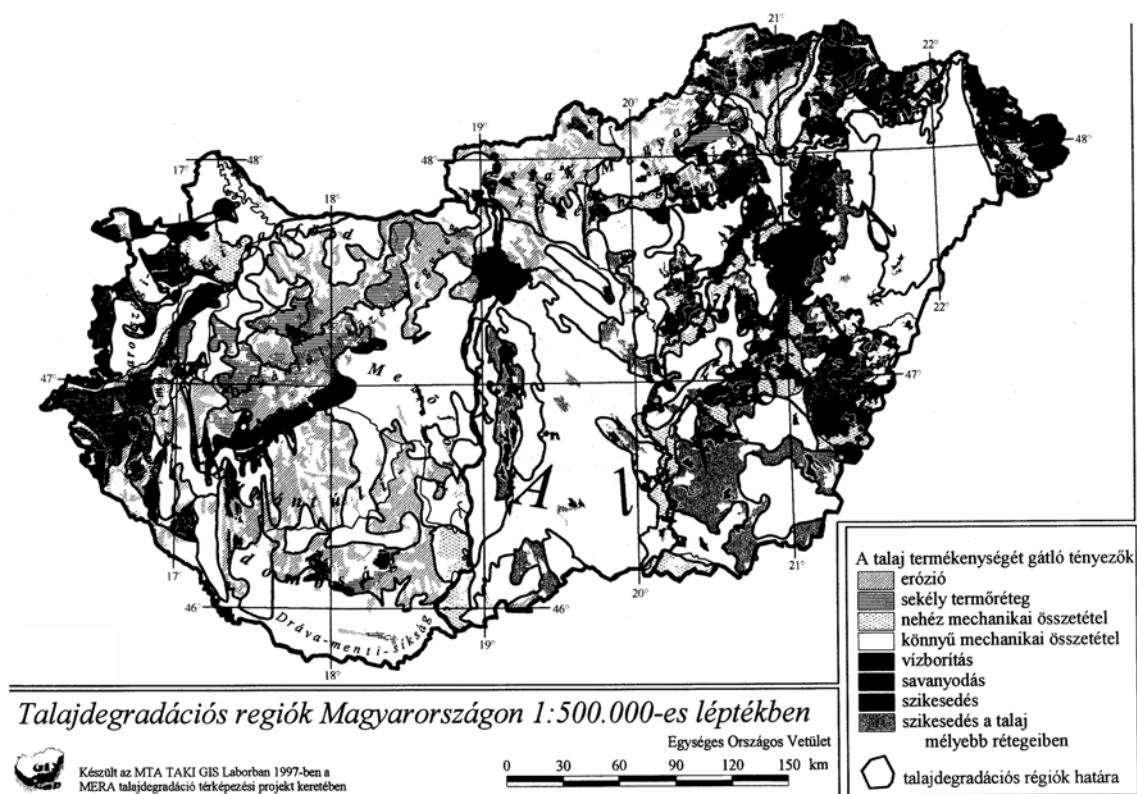 21°
22°
20°
19°
48°
17°
48°
48°
18°
22°
47°
47°
A l
17°
21°
20°
46°
46°
Dráva-menti-síkság
19°
18°
A talaj termékenységét gátló tényezők
erózió
sekély termőréteg
nehéz mechanikai összetétel
könnyű mechanikai összetétel
vízborítás
savanyodás
szikesedés
szikesedés a talaj
mélyebb rétegeiben
talajdegradációs régiók határa
Talajdegradációs regiók Magyarországon 1:500.000-es léptékben
Egységes Országos Vetület
Készült az MTA TAKI GIS Laborban 1997-ben a
MERA talajdegradáció térképezési projekt keretében
0 30 60 90 120 150 km